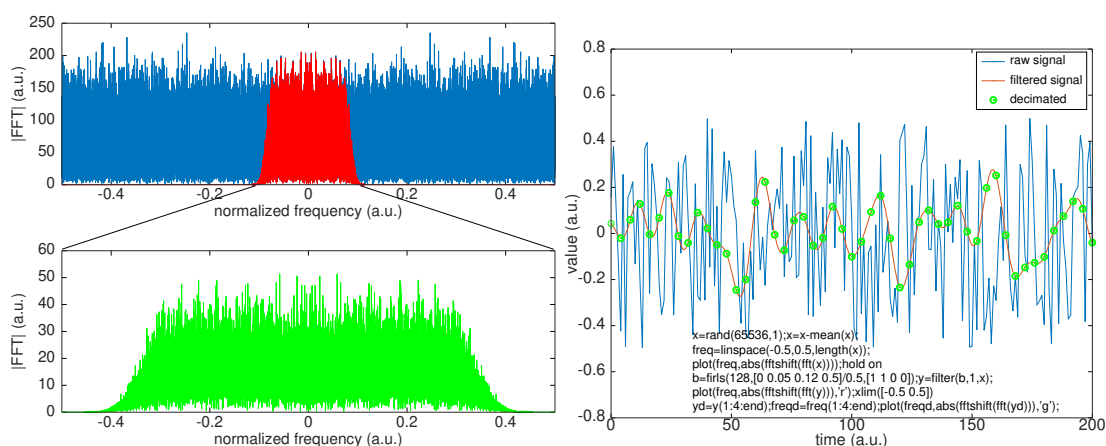 250
200
150
100
50
0
|FFT| (a.u.)
-0.4 -0.2 0 0.2 0.4
normalized frequency (a.u.)
60
50
40
30
20
10
0
|FFT| (a.u.)
-0.4 -0.2 0 0.2 0.4
normalized frequency (a.u.)
0.8
0.6
0.4
0.2
0
-0.2
-0.4
-0.6
-0.8
value (a.u.)
raw signal
filtered signal
decimated
x=rand(65536,1);x=x-mean(x);
freq=linspace(-0.5,0.5,length(x));
plot(freq,abs(fftshift(fft(x))));hold on
b=firls(128,[0 0.05 0.12 0.5]/0.5,[1 1 0 0]);y=filter(b,1,x);
plot(freq,abs(fftshift(fft(y))),'r');xlim([-0.5 0.5])
yd=y(1:4:end);freqd=freq(1:4:end);plot(freqd,abs(fftshift(fft(yd))),'g');
0 50 100 150 200
time (a.u.)